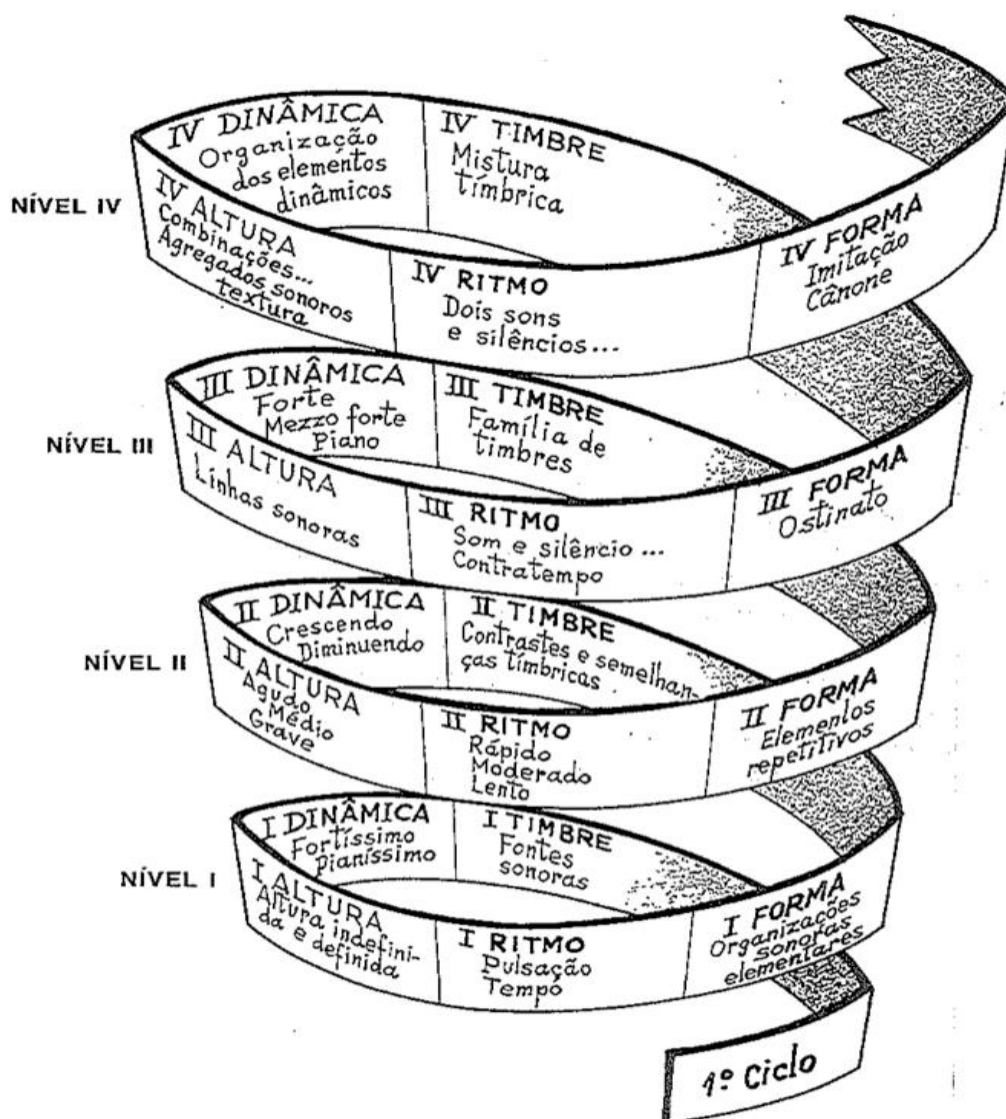 IV DINÂMICA
Organização
dos elementos
dinâmicos
IV TIMBRE
Mistura
tímbrica
NÍVEL IV
IV ALTURA
Combinações...
Agregados sonoros
textura
IV RITMO
Dois sons
e silêncios...
IV FORMA
Imitação
Cânone
III DINÂMICA
Forte
Mezzo forte
Piano
III TIMBRE
Família de
timbres
NÍVEL III
III ALTURA
Linhas sonoras
III RITMO
Som e silêncio ...
Contratempo
III FORMA
Ostinato
II DINÂMICA
Crescendo
Diminuendo
II TIMBRE
Contrastes e semelhan-
ças tímbricas
NÍVEL II
II ALTURA
Agudo
Médio
Grave
II RITMO
Rápido
Moderado
Lento
II FORMA
Elementos
repetitivos
I DINÂMICA
Fortíssimo
Pianíssimo
I TIMBRE
Fontes
sonoras
NÍVEL I
I ALTURA
Altura indefini-
da e definida
I RITMO
Pulsação
Tempo
I FORMA
Organizações
sonoras
elementares
1º Ciclo